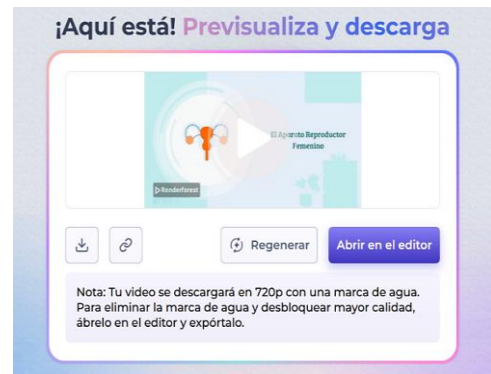 ¡Aquí está! Previsualiza y descarga
El Aparato Reproductor
Femenino
Renderforest
Regenerar
Abrir en el editor
Nota: Tu video se descargará en 720p con una marca de agua.
Para eliminar la marca de agua y desbloquear mayor calidad,
ábrelo en el editor y expórtalo.